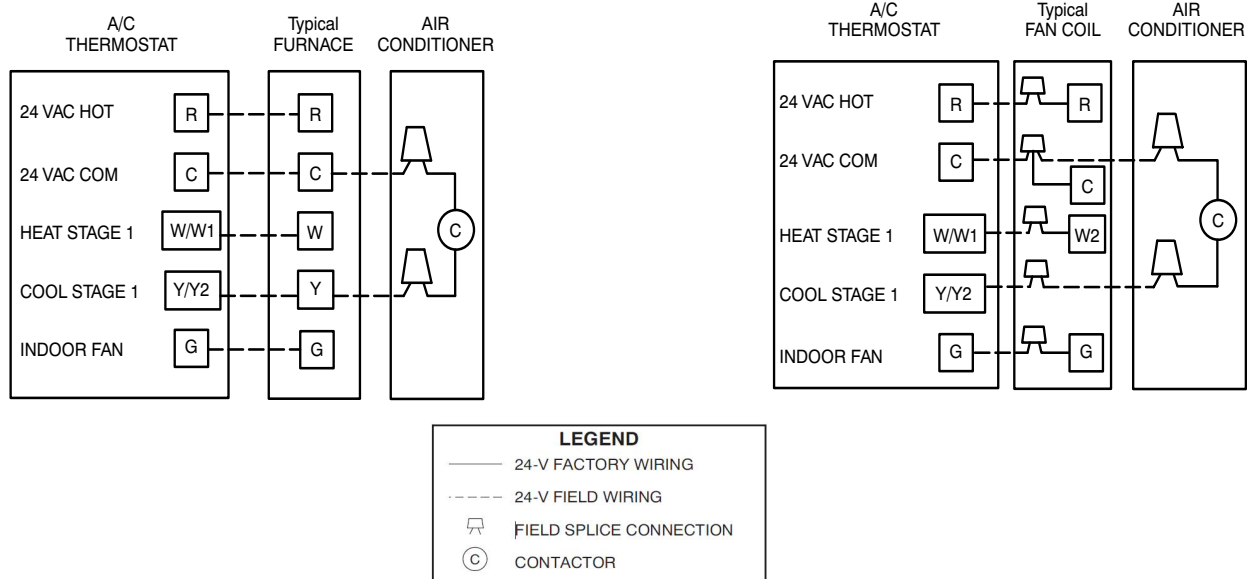 A/C
THERMOSTAT
Typical
FURNACE
AIR
CONDITIONER
24 VAC HOT
R
R
24 VAC COM
C
C
HEAT STAGE 1
W/W1
W
C
COOL STAGE 1
Y/Y2
Y
INDOOR FAN
G
G
A/C
THERMOSTAT
Typical
FAN COIL
AIR
CONDITIONER
24 VAC HOT
R
R
24 VAC COM
C
C
HEAT STAGE 1
W/W1
W2
C
COOL STAGE 1
Y/Y2
INDOOR FAN
G
G
LEGEND
24-V FACTORY WIRING
24-V FIELD WIRING
FIELD SPLICE CONNECTION
C CONTACTOR